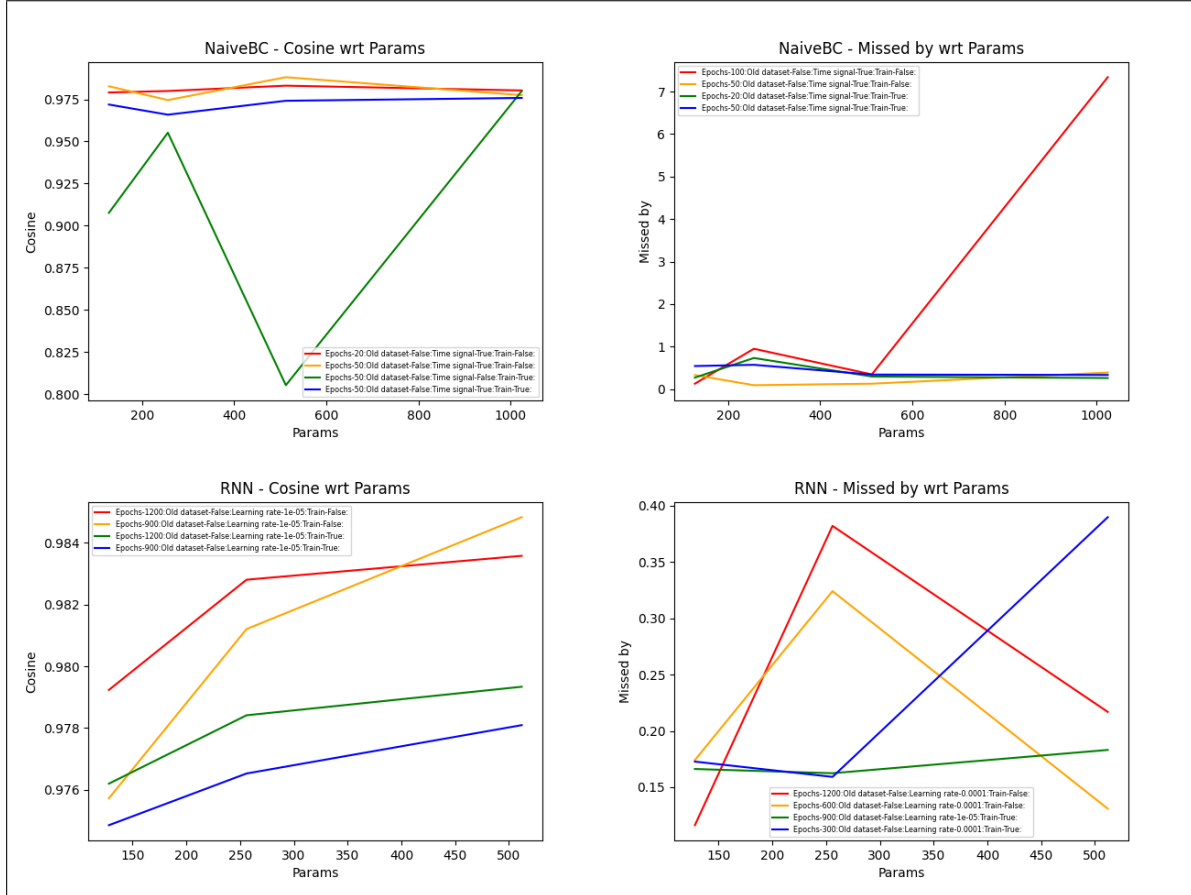 NaiveBC - Cosine wrt Params
0.975
0.950
0.925
0.900
0.875
0.850
0.825
0.800
Cosine
Epochs-20:Old dataset-False:Time signal-True:Train-False:
Epochs-50:Old dataset-False:Time signal-True:Train-False:
Epochs-50:Old dataset-False:Time signal-False:Train-True:
Epochs-50:Old dataset-False:Time signal-True:Train-True:
200 400 600 800 1000
Params
NaiveBC - Missed by wrt Params
Epochs-100:Old dataset-False:Time signal-True:Train-False:
Epochs-50:Old dataset-False:Time signal-True:Train-False:
Epochs-20:Old dataset-False:Time signal-True:Train-True:
Epochs-50:Old dataset-False:Time signal-True:Train-True:
7
6
5
4
3
2
1
0
Missed by
200 400 600 800 1000
Params
RNN - Cosine wrt Params
Epochs-1200:Old dataset-False:Learning rate-1e-05:Train-False:
Epochs-900:Old dataset-False:Learning rate-1e-05:Train-False:
Epochs-1200:Old dataset-False:Learning rate-1e-05:Train-True:
Epochs-900:Old dataset-False:Learning rate-1e-05:Train-True:
0.984
0.982
0.980
0.978
0.976
Cosine
150 200 250 300 350 400 450 500
Params
RNN - Missed by wrt Params
0.40
0.35
0.30
0.25
0.20
0.15
Missed by
Epochs-1200:Old dataset-False:Learning rate-0.0001:Train-False:
Epochs-600:Old dataset-False:Learning rate-0.0001:Train-False:
Epochs-900:Old dataset-False:Learning rate-1e-05:Train-True:
Epochs-300:Old dataset-False:Learning rate-0.0001:Train-True:
150 200 250 300 350 400 450 500
Params